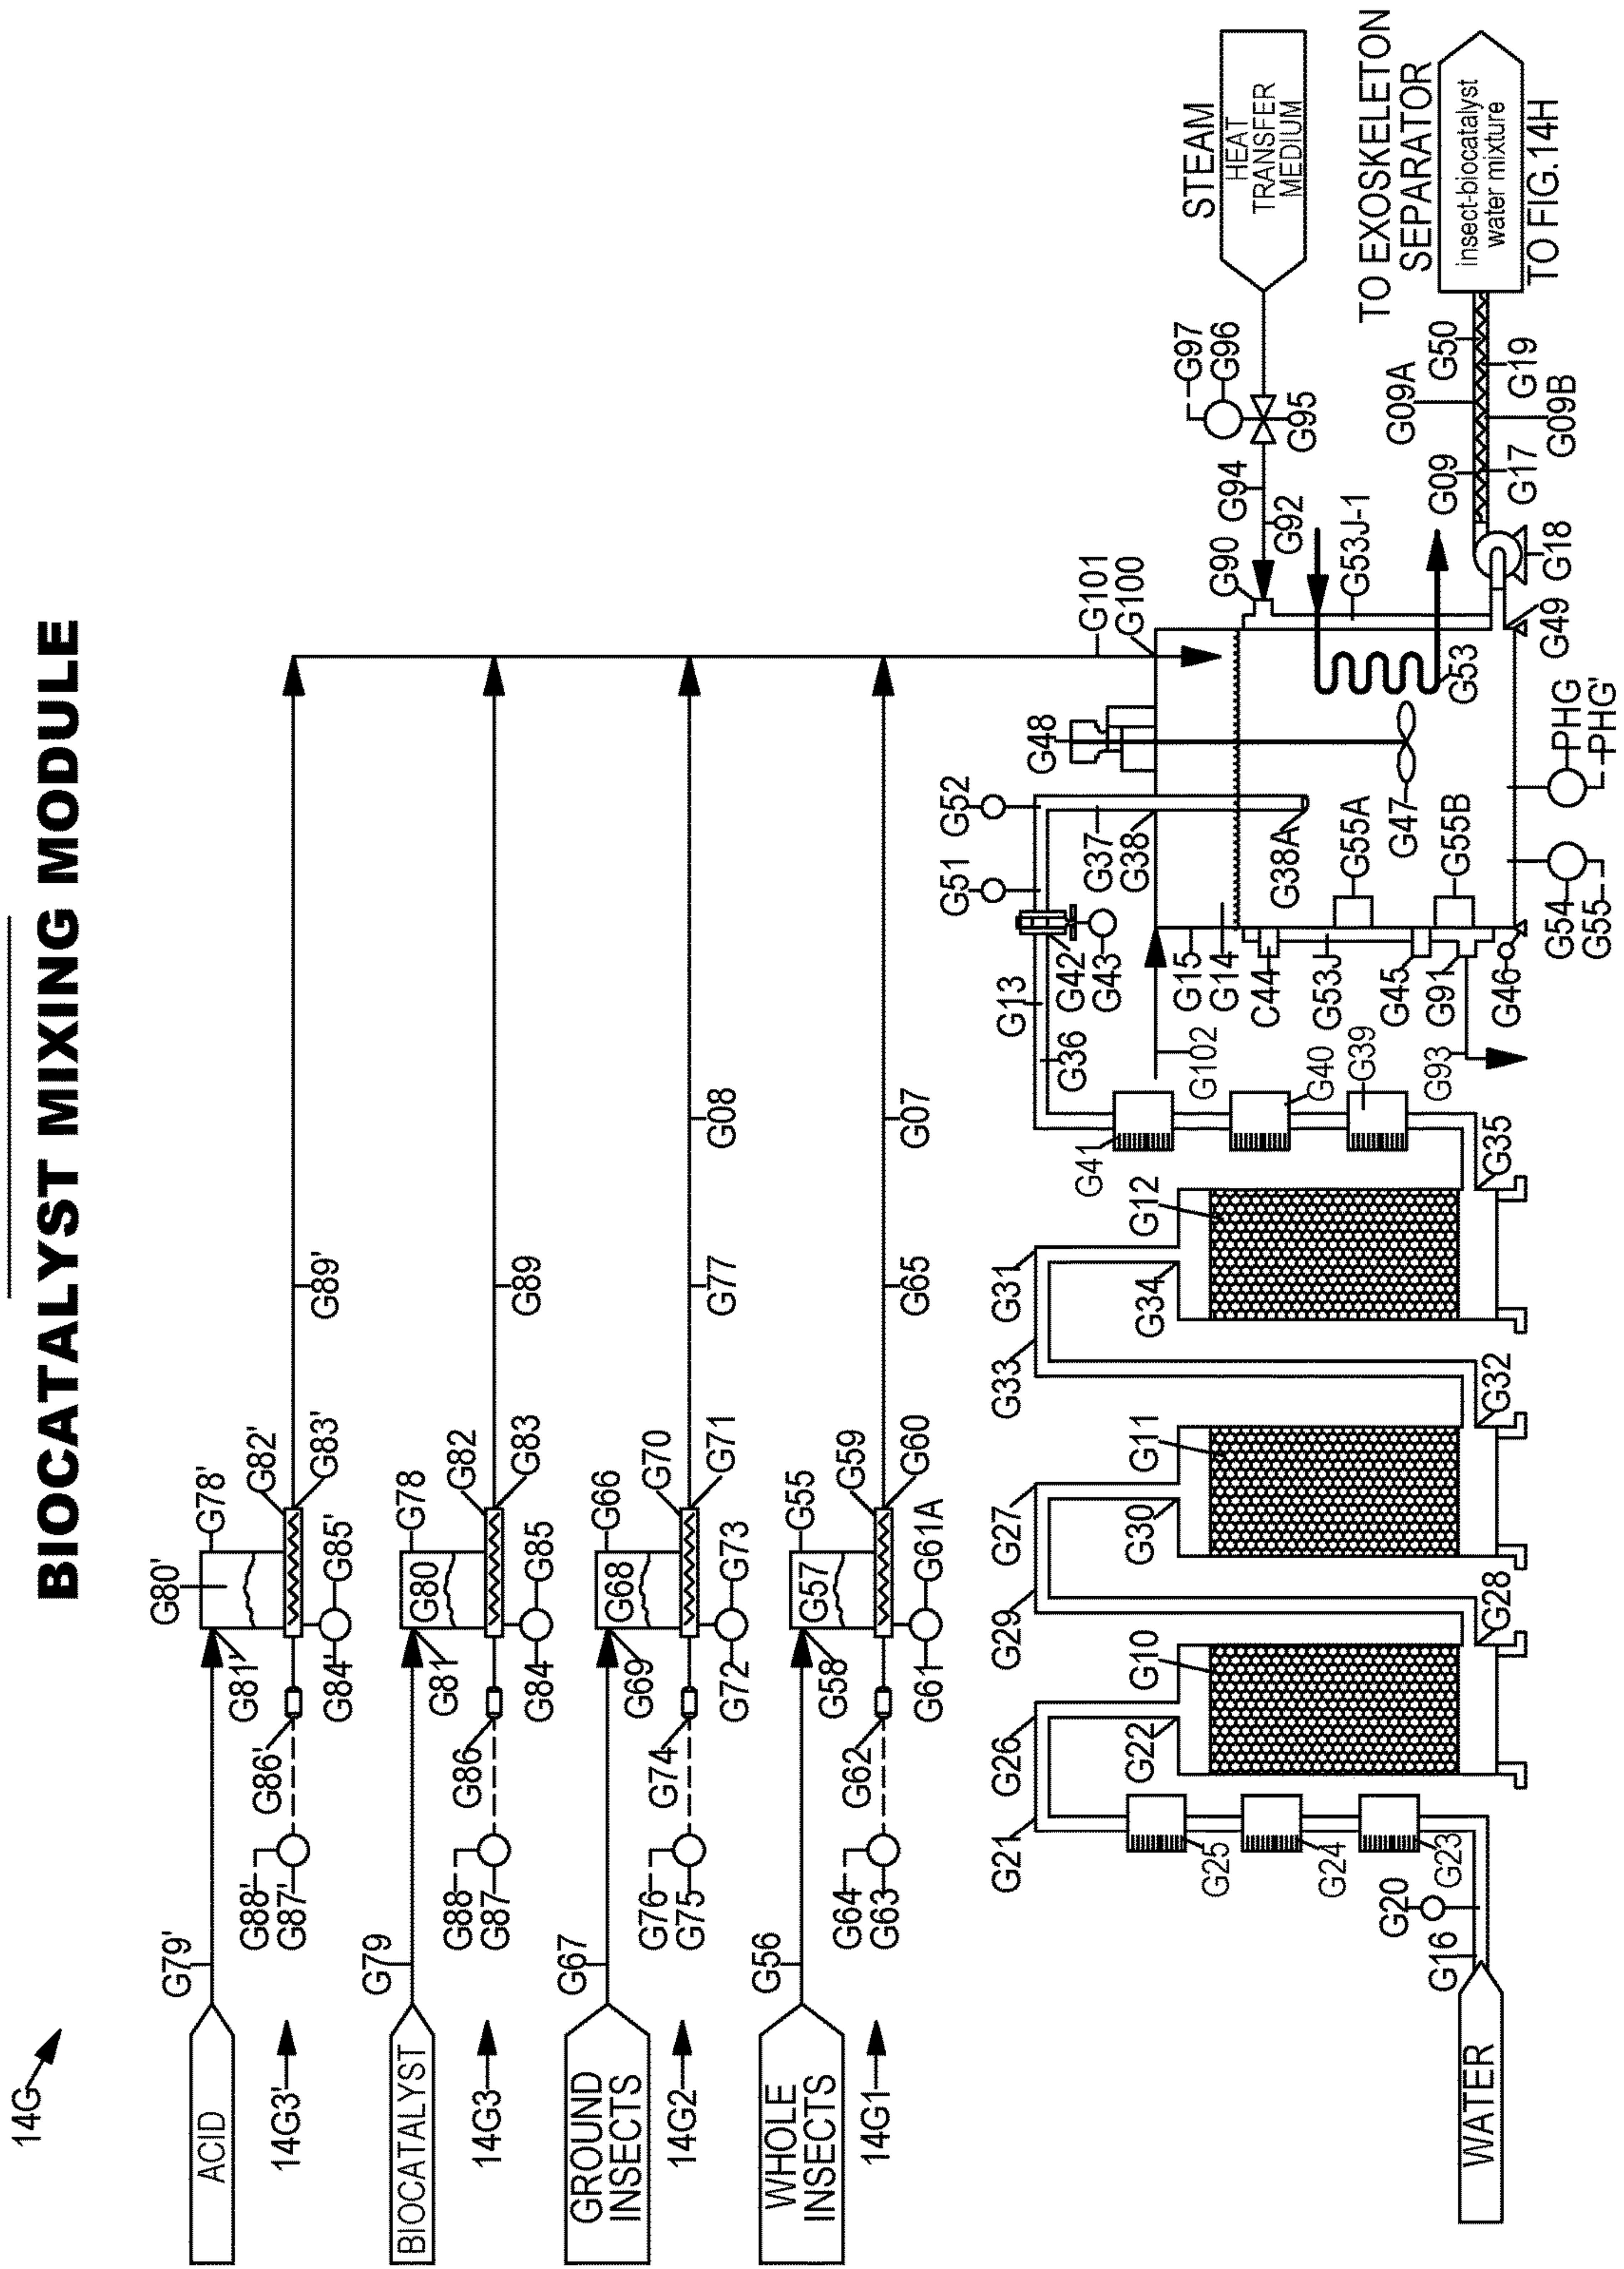 BIOCATALYST MIXING MODULE
14G
ACID
G79'
G80'
G78'
G81'
G82'
G83'
G84'
G85'
G86'
G88'
G87'
G89'
14G3'
BIOCATALYST
G79
G80
G78
G81
G82
G83
G84
G85
G86
G88
G87
G89
14G3
GROUND
INSECTS
G67
G68
G66
G69
G70
G71
G72
G73
G74
G76
G75
G77
G08
14G2
WHOLE
INSECTS
G56
G57
G55
G58
G59
G60
G61
G61A
G62
G64
G63
G65
G07
14G1
G101
G100
STEAM
HEAT
TRANSFER
MEDIUM
G97
G96
G95
G94
G92
G90
TO EXOSKELETON
SEPARATOR
insect-biocatalyst
water mixture
TO FIG.14H
G09A
G50
G09
G19
G17
G09B
G18
G49
G53J-1
G53
G48
G47
G52
G51
G37
G38
G38A
G55A
G55B
PHG
PHG'
G54
G55
G46
G13
G42
G43
G36
G15
G14
C44
G53J
G45
G91
G93
G102
G41
G40
G39
G35
G12
G31
G34
G33
G32
G11
G27
G30
G29
G28
G10
G26
G22
G21
G25
G24
G23
G20
G16
WATER